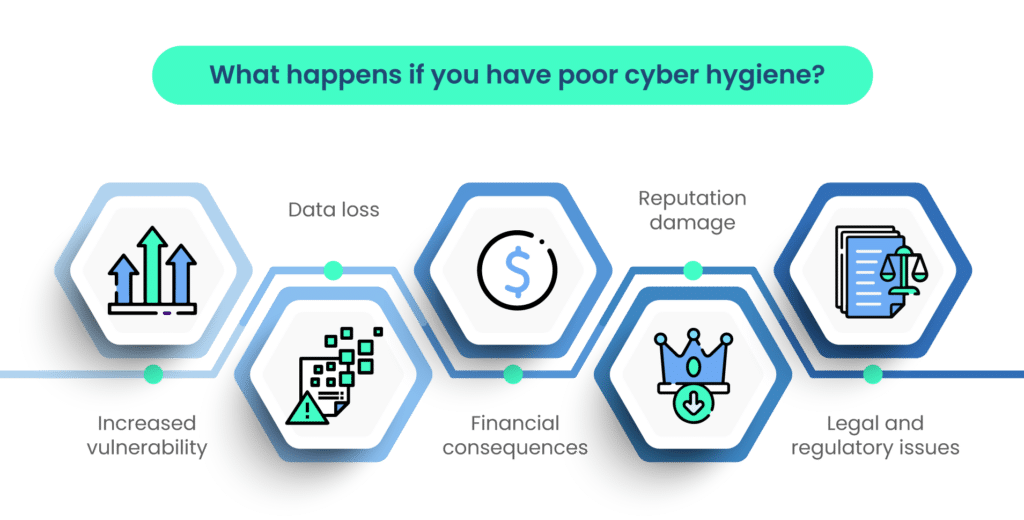 What happens if you have poor cyber hygiene?
Increased
vulnerability
Data loss
Financial
consequences
Reputation
damage
Legal and
regulatory issues